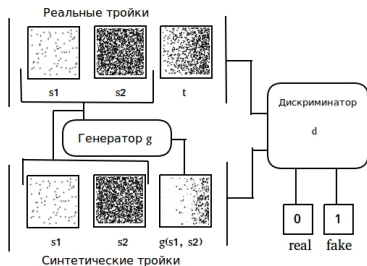 Реальные тройки
s1 s2 t
Генератор g
Дискриминатор
d
s1 s2 g(s1, s2)
Синтетические тройки
0 1
real fake